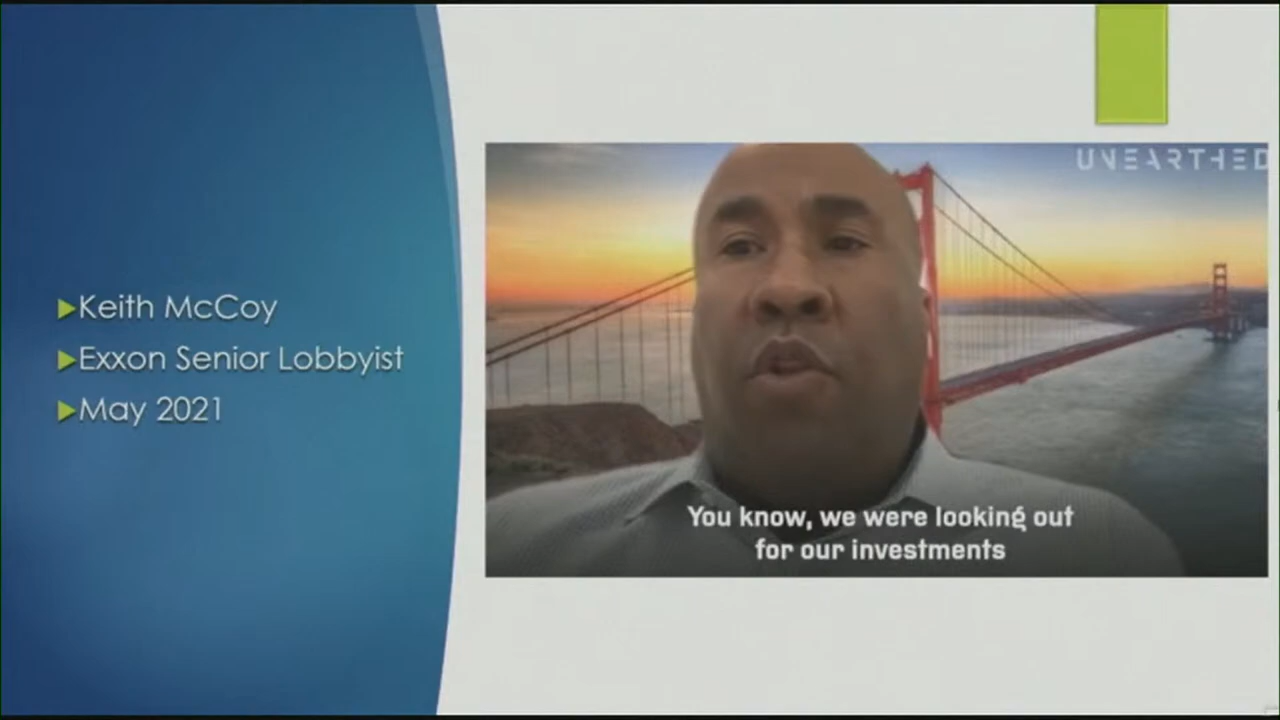 Keith McCoy
Exxon Senior Lobbyist
May 2021
UNEARTHED
You know, we were looking out
for our investments